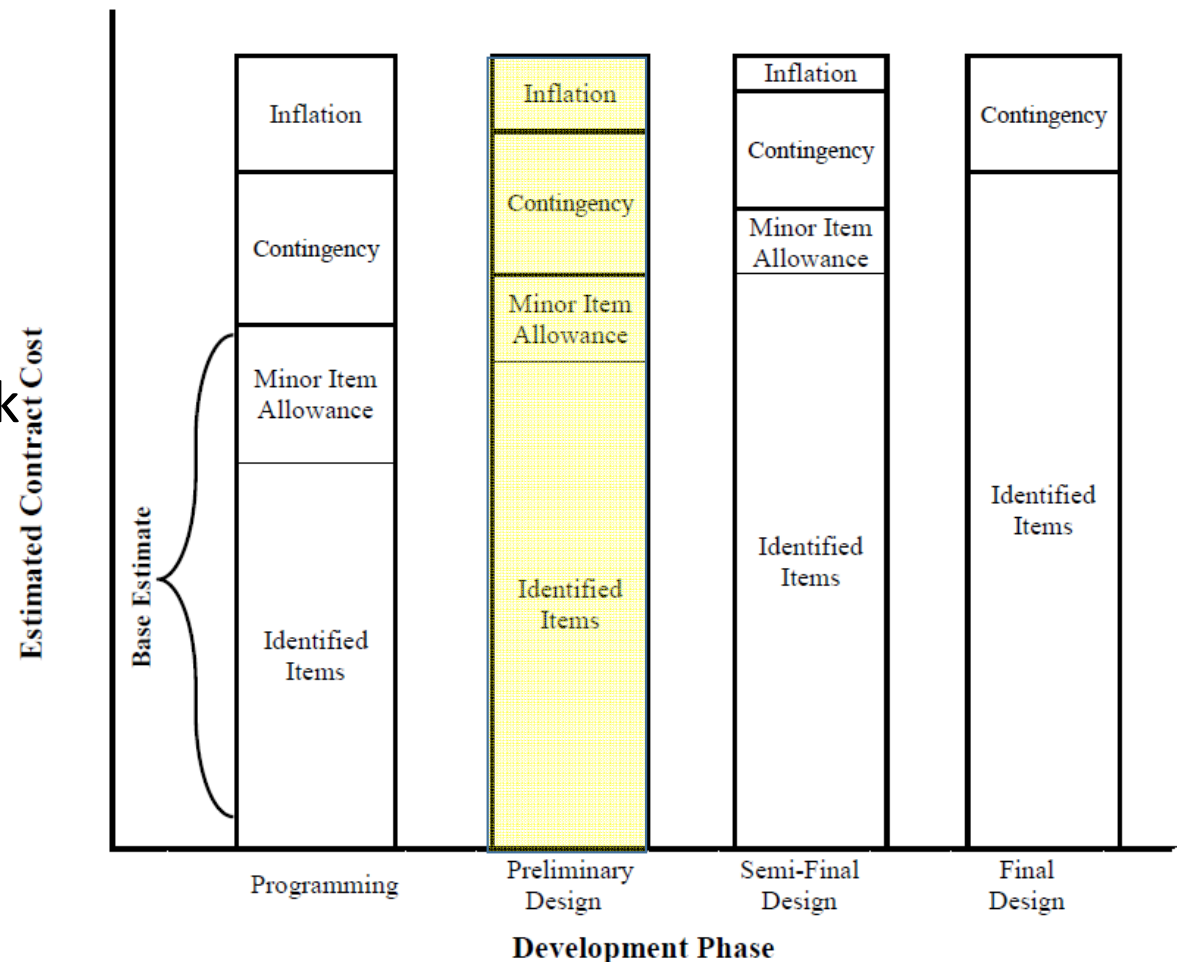 Estimated Contract Cost
k
Base Estimate
Inflation
Contingency
Minor Item
Allowance
Identified
Items
Inflation
Contingency
Minor Item
Allowance
Identified
Items
Inflation
Contingency
Minor Item
Allowance
Identified
Items
Contingency
Identified
Items
Programming
Preliminary
Design
Semi-Final
Design
Final
Design
Development Phase